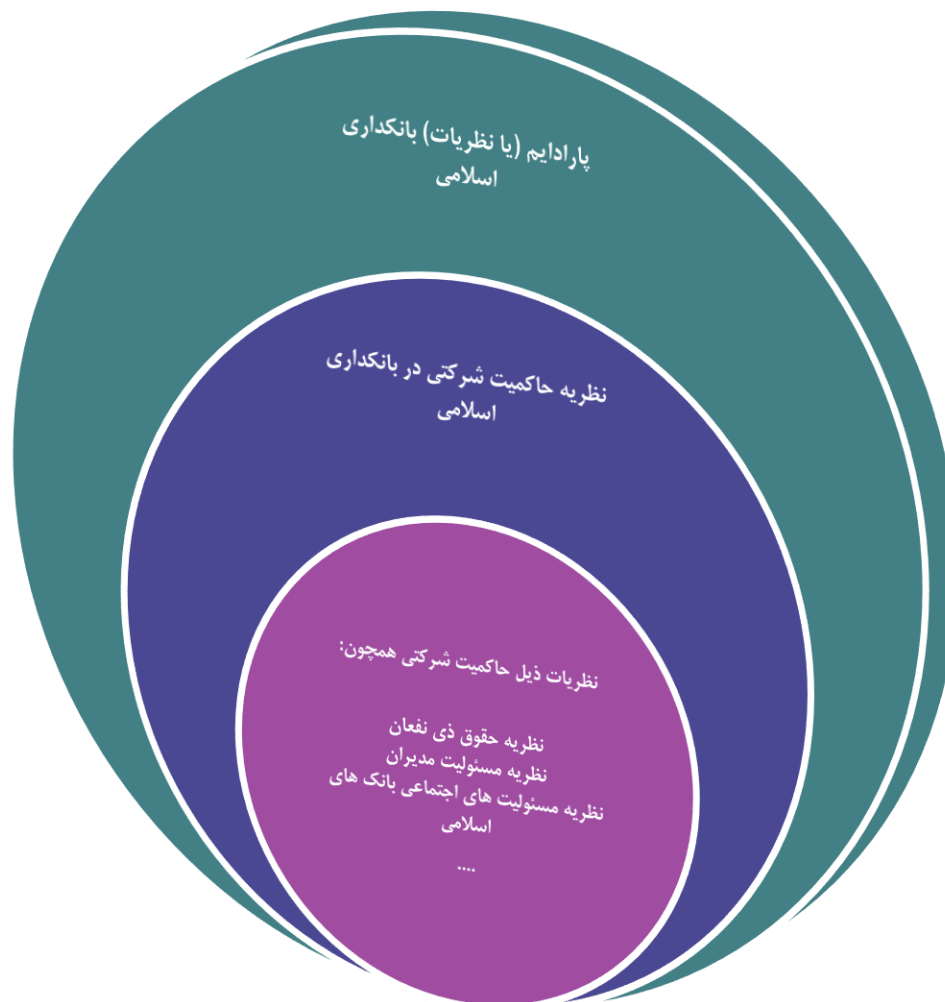 پارادایم (یا نظریات) بانکداری
اسلامی
نظریه حاکمیت شرکتی در بانکداری
اسلامی
نظریات ذیل حاکمیت شرکتی همچون:
نظریه حقوق ذی نفعان
نظریه مسئولیت مدیران
نظریه مسئولیت های اجتماعی بانک های
اسلامی
....